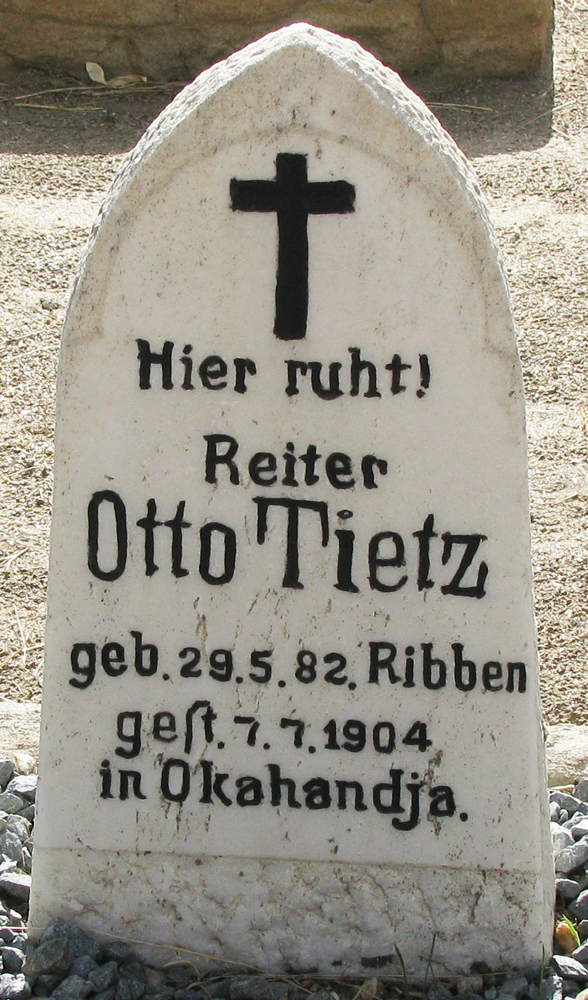 Hier ruht!
Reiter
Otto Tietz
geb. 29.5.82. Ribben
geſt. 7.7.1904
in Okahandja.